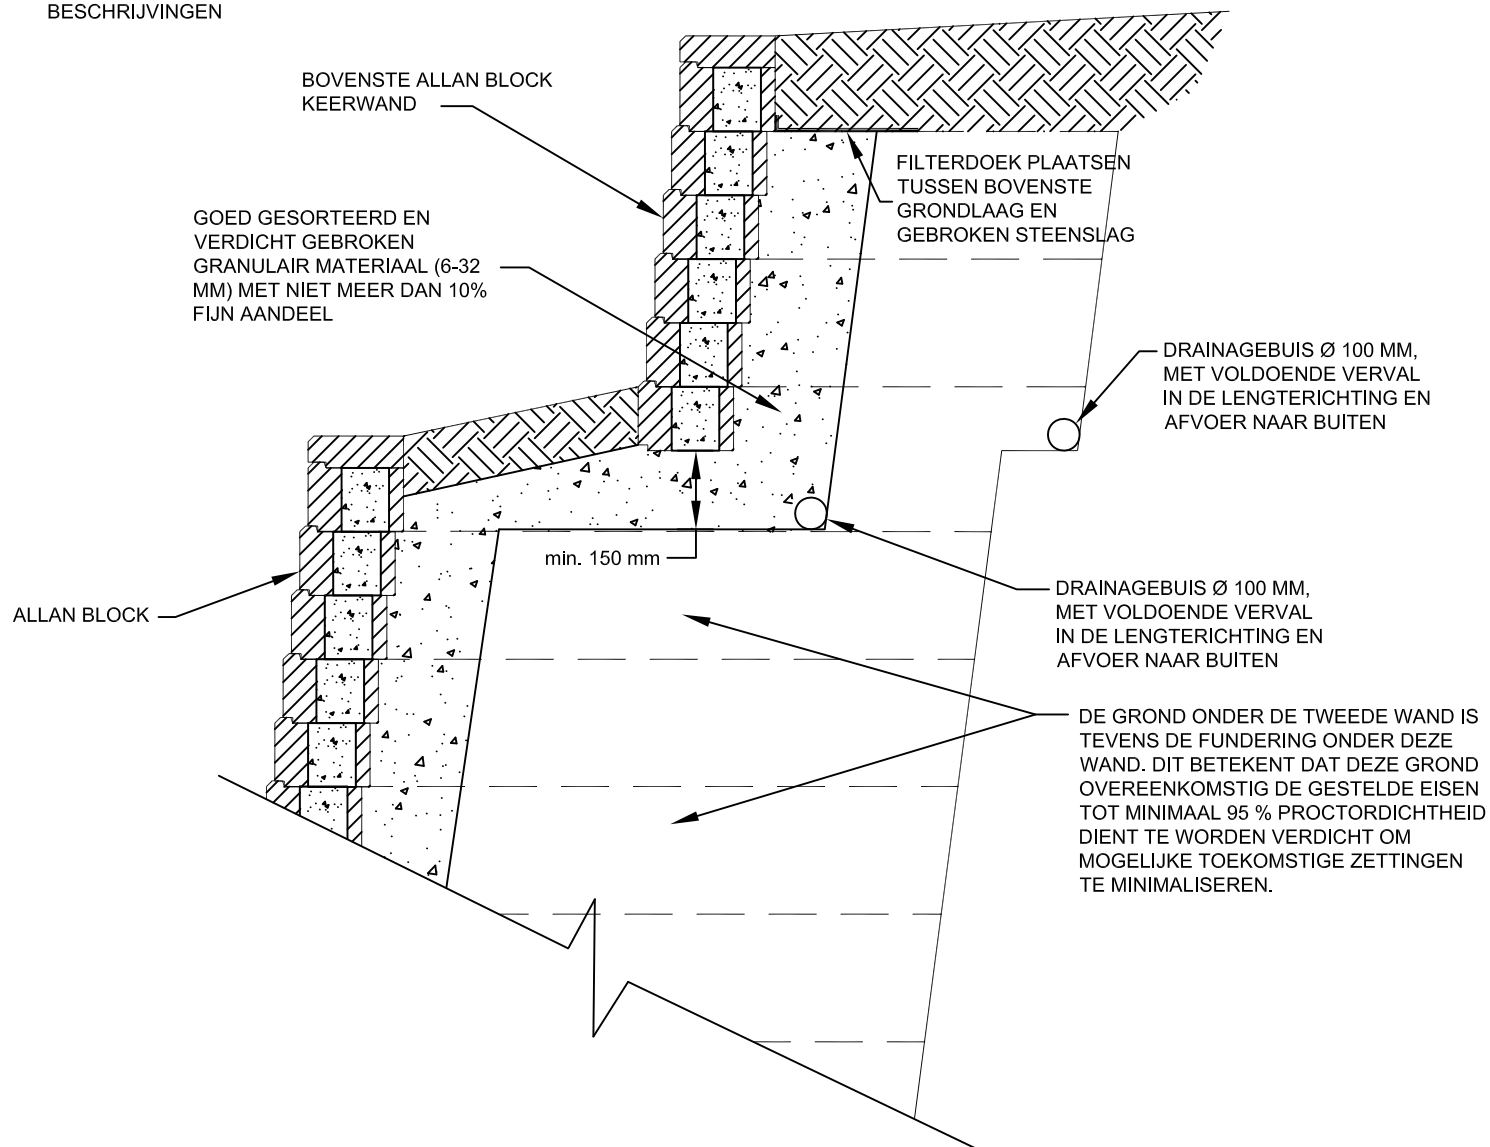 BESCHRIJVINGEN
BOVENSTE ALLAN BLOCK
KEERWAND
GOED GESORTEERD EN
VERDICHT GEBROKEN
GRANULAIR MATERIAAL (6-32
MM) MET NIET MEER DAN 10%
FIJN AANDEEL
FILTERDOEK PLAATSEN
TUSSEN BOVENSTE
GRONDLAAG EN
GEBROKEN STEENSLAG
DRAINAGEBUIS Ø 100 MM,
MET VOLDOENDE VERVAL
IN DE LENGTERICHTING EN
AFVOER NAAR BUITEN
min. 150 mm
ALLAN BLOCK
DRAINAGEBUIS Ø 100 MM,
MET VOLDOENDE VERVAL
IN DE LENGTERICHTING EN
AFVOER NAAR BUITEN
DE GROND ONDER DE TWEEDE WAND IS
TEVENS DE FUNDERING ONDER DEZE
WAND. DIT BETEKENT DAT DEZE GROND
OVEREENKOMSTIG DE GESTELDE EISEN
TOT MINIMAAL 95 % PROCTORDICHTHEID
DIENT TE WORDEN VERDICHT OM
MOGELIJKE TOEKOMSTIGE ZETTINGEN
TE MINIMALISEREN.